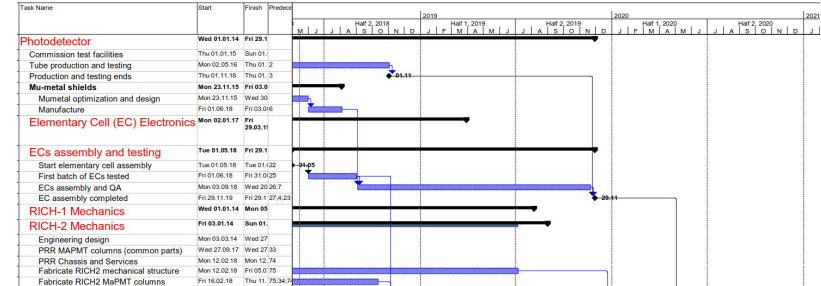 Task Name Start Finish Predece
2019 2020 2021
Half 2, 2018 Half 1, 2019 Half 2, 2019 Half 1, 2020 Half 2, 2020
M J J A S O N D J F M A M J J A S O N D J F M A M J J A S O N D J F
Photodetector Wed 01.01.14 Fri 29.1
Commission test facilities Thu 01.01.15 Sun 01.
Tube production and testing Mon 02.05.16 Thu 01. 2
Production and testing ends Thu 01.11.18 Thu 01. 3 01.11
Mu-metal shields Mon 23.11.15 Fri 03.0
Mumetal optimization and design Mon 23.11.15 Wed 30
Manufacture Fri 01.06.18 Fri 03.0 6
Elementary Cell (EC) Electronics Mon 02.01.17 Fri
29.03.1
ECs assembly and testing Tue 01.05.18 Fri 29.1
Start elementary cell assembly Tue 01.05.18 Tue 01. 22 31.05
First batch of ECs tested Fri 01.06.18 Fri 31.0 25
ECs assembly and QA Mon 03.09.18 Wed 20 26;7
EC assembly completed Fri 29.11.19 Fri 29.1 27;4;23 29.11
RICH-1 Mechanics Wed 01.01.14 Mon 05
RICH-2 Mechanics Fri 03.01.14 Sun 01.
Engineering design Mon 03.03.14 Wed 27
PRR MAPMT columns (common parts) Wed 27.09.17 Wed 27 33
PRR Chassis and Services Mon 12.02.18 Mon 12. 74
Fabricate RICH2 mechanical structure Mon 12.02.18 Fri 05.0 75
Fabricate RICH2 MaPMT columns Fri 16.02.18 Thu 11. 75;34;7